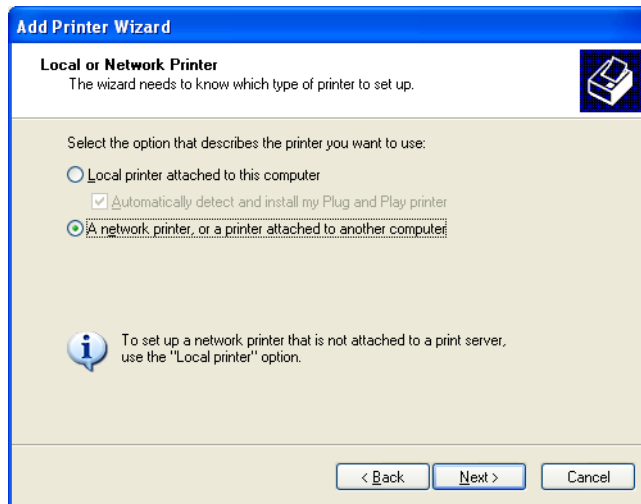 Add Printer Wizard
Local or Network Printer
The wizard needs to know which type of printer to set up.
Select the option that describes the printer you want to use:
Local printer attached to this computer
Automatically detect and install my Plug and Play printer
A network printer, or a printer attached to another computer
To set up a network printer that is not attached to a print server,
use the "Local printer" option.
< Back
Next >
Cancel